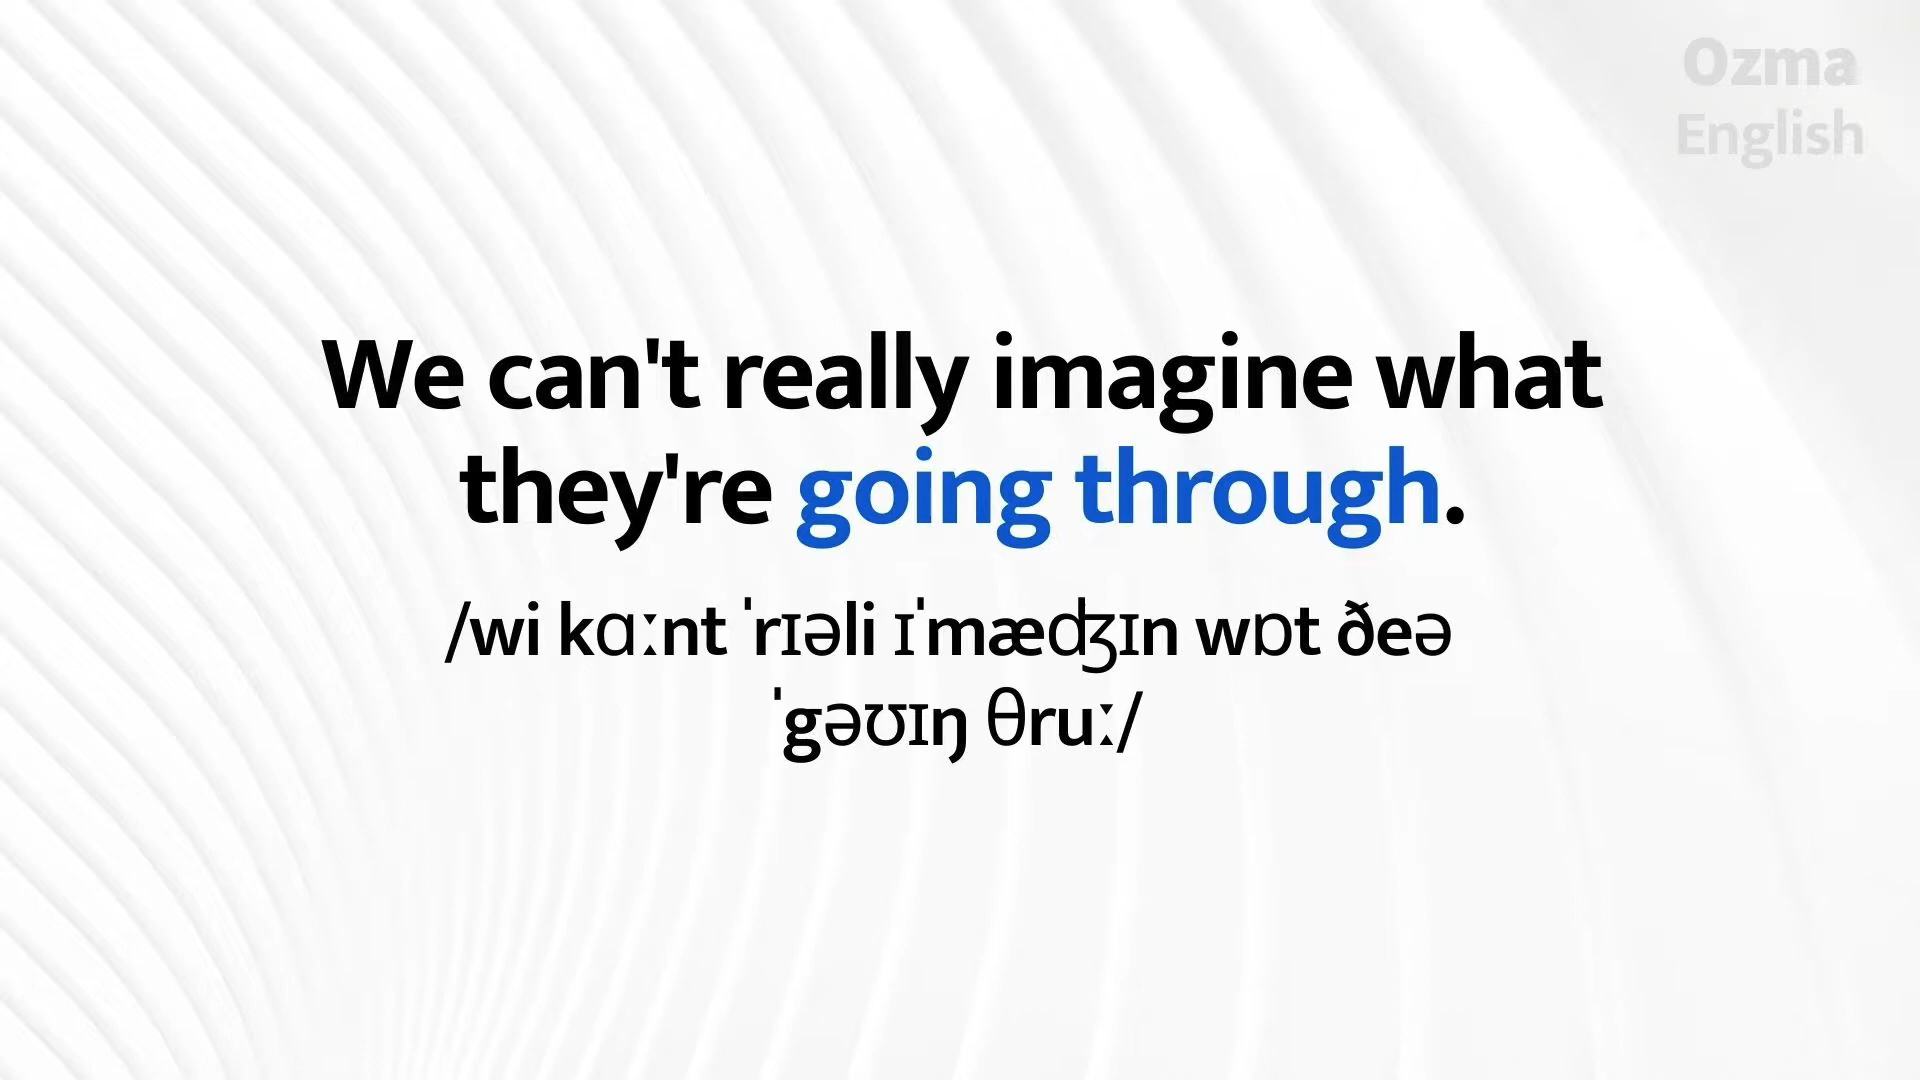 Ozma
English
We can't really imagine what
they're going through.
/wi kɑːnt ˈrɪəli ɪˈmæʤɪn wɒt ðeə
ˈgəʊɪŋ θruː/